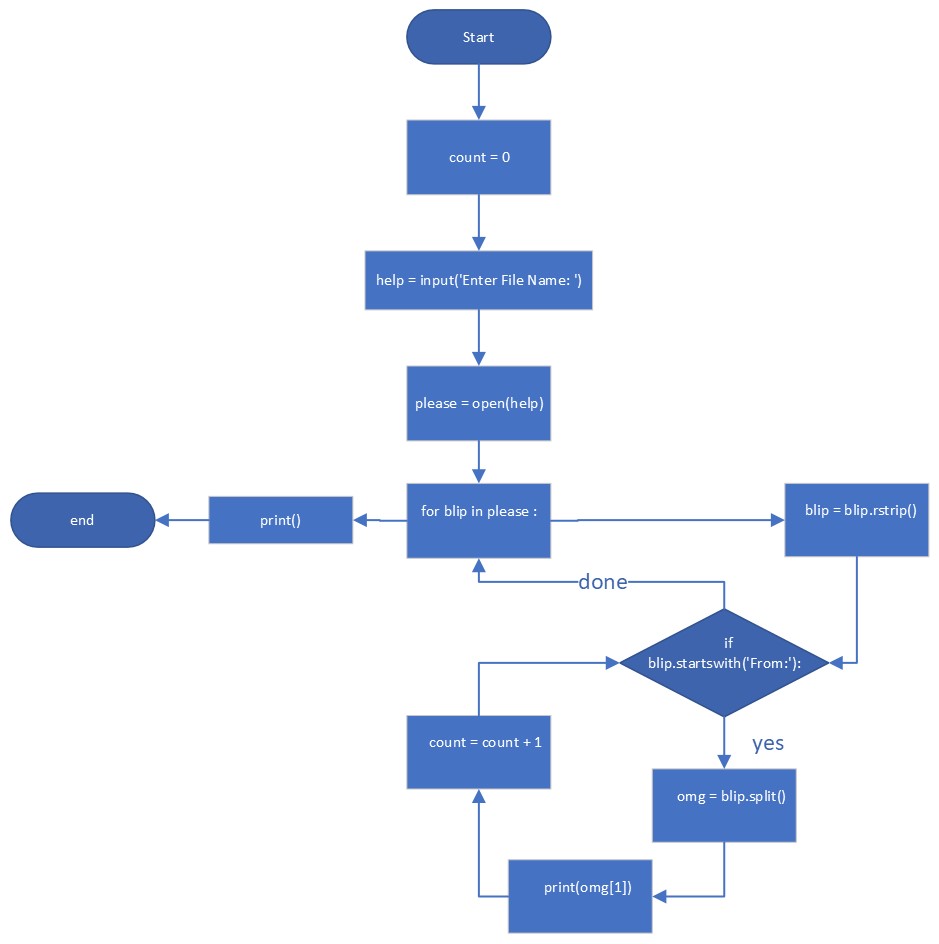 Start
count = 0
help = input('Enter File Name: ')
please = open(help)
for blip in please :
print()
end
blip = blip.rstrip()
done
if
blip.startswith('From:'):
yes
omg = blip.split()
print(omg[1])
count = count + 1